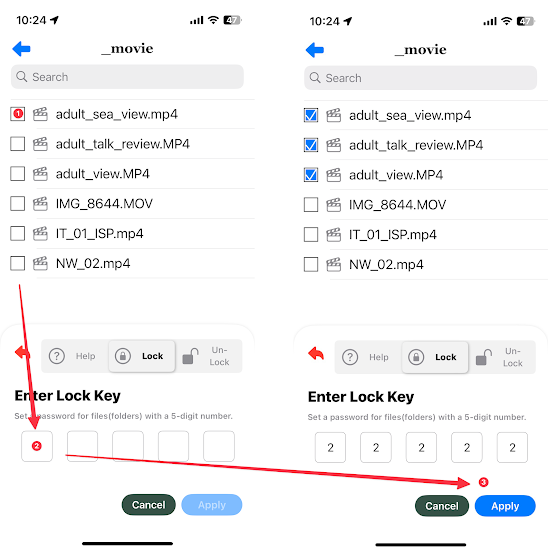 10:24
47
_movie
Search
1
adult_sea_view.mp4
adult_talk_review.MP4
adult_view.MP4
IMG_8644.MOV
IT_01_ISP.mp4
NW_02.mp4
?
Help
Lock
Un-
Lock
Enter Lock Key
Set a password for files(folders) with a 5-digit number.
2
Cancel
Apply
10:24
47
_movie
Search
adult_sea_view.mp4
adult_talk_review.MP4
adult_view.MP4
IMG_8644.MOV
IT_01_ISP.mp4
NW_02.mp4
?
Help
Lock
Un-
Lock
Enter Lock Key
Set a password for files(folders) with a 5-digit number.
2 2 2 2 2
3
Cancel
Apply